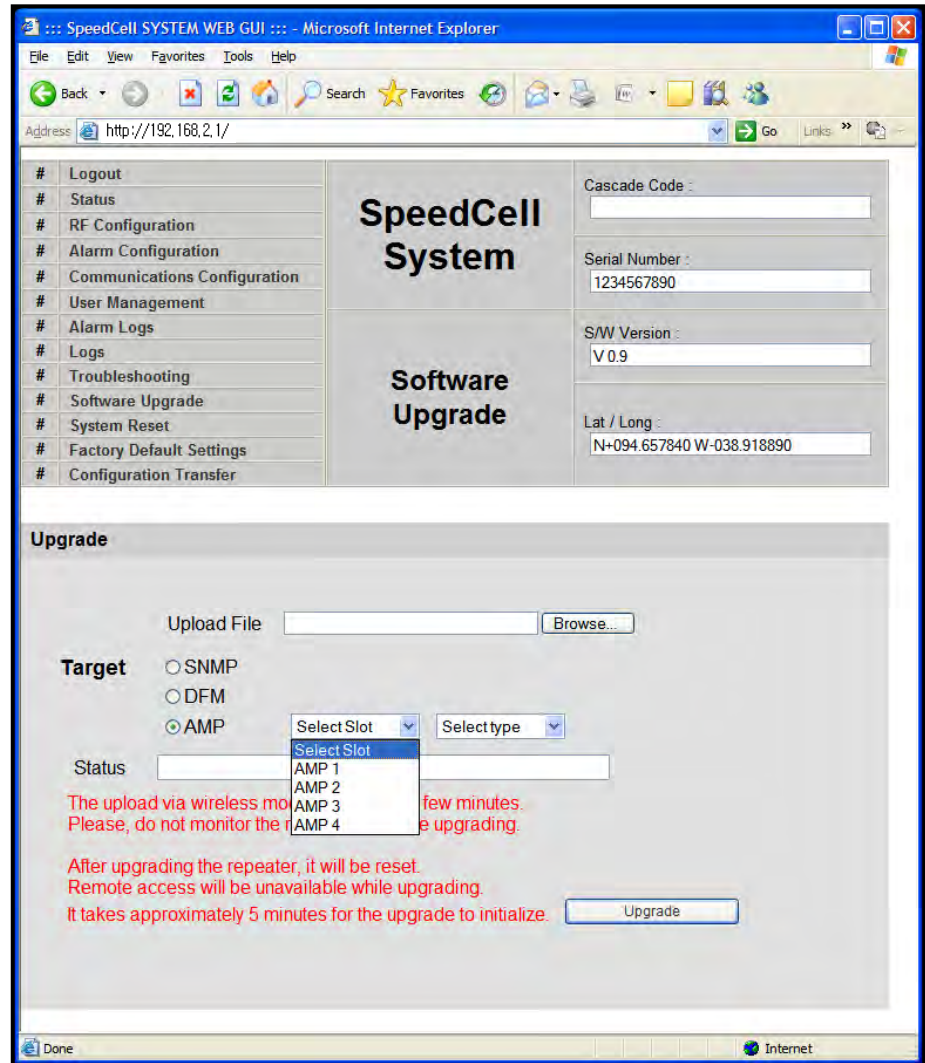 ::: SpeedCell SYSTEM WEB GUI ::: - Microsoft Internet Explorer
File Edit View Favorites Tools Help
Back Search Favorites
Address http://192,168,2,1/ Go Links »
# Logout
# Status
# RF Configuration
# Alarm Configuration
# Communications Configuration
# User Management
# Alarm Logs
# Logs
# Troubleshooting
# Software Upgrade
# System Reset
# Factory Default Settings
# Configuration Transfer
SpeedCell
System
Software
Upgrade
Cascade Code :
Serial Number :
1234567890
S/W Version :
V 0.9
Lat / Long :
N+094.657840 W-038.918890
Upgrade
Upload File Browse...
Target SNMP
DFM
AMP Select Slot Select type
Select Slot
AMP 1
AMP 2
AMP 3
AMP 4
Status
The upload via wireless few minutes.
Please, do not monitor the upgrading.
After upgrading the repeater, it will be reset.
Remote access will be unavailable while upgrading.
It takes approximately 5 minutes for the upgrade to initialize. Upgrade
Done Internet